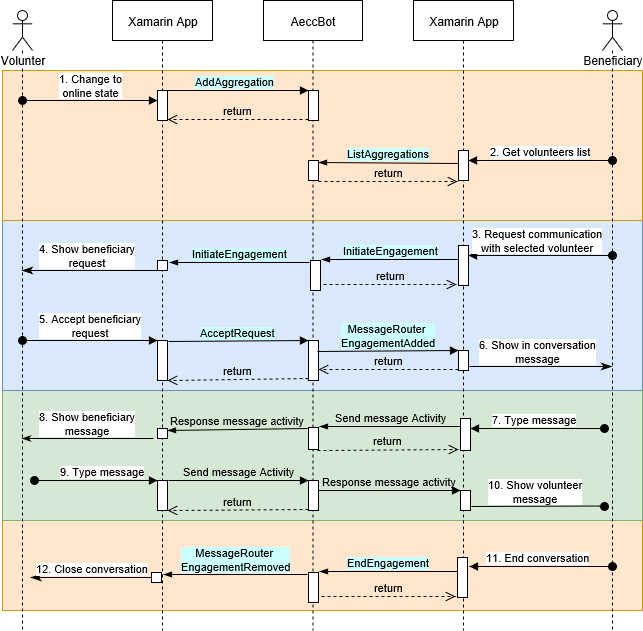 Xamarin App
AeccBot
Xamarin App
Volunter
Beneficiary
1. Change to
online state
AddAggregation
return
ListAggregations
2. Get volunteers list
return
3. Request communication
with selected volunteer
4. Show beneficiary
request
InitiateEngagement
InitiateEngagement
return
5. Accept beneficiary
request
AcceptRequest
MessageRouter
EngagementAdded
6. Show in conversation
message
return
return
8. Show beneficiary
message
Response message activity
Send message Activity
7. Type message
return
9. Type message
Send message Activity
Response message activity
10. Show volunteer
message
return
MessageRouter
EngagementRemoved
EndEngagement
11. End conversation
12. Close conversation
return